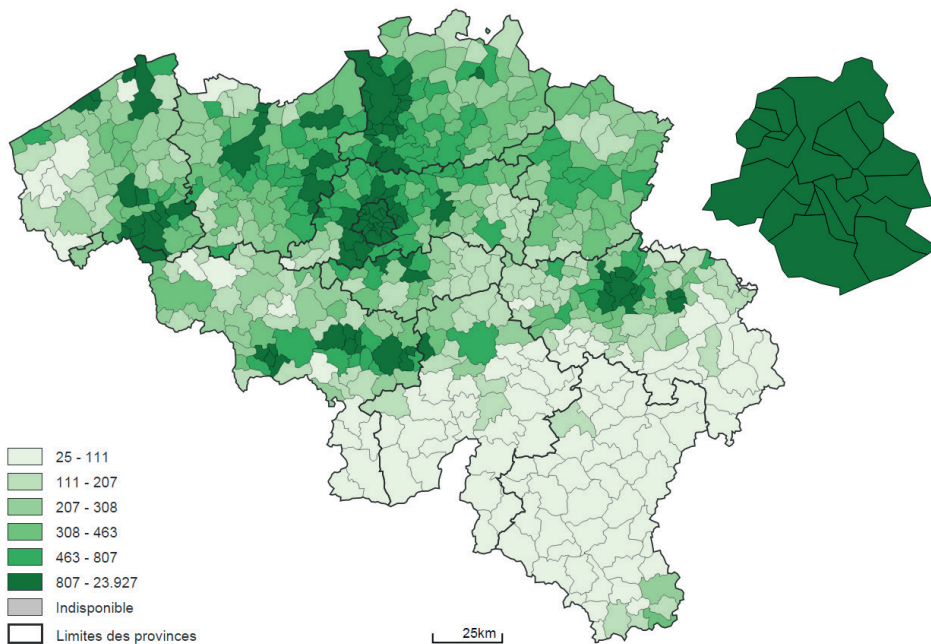 25 - 111
111 - 207
207 - 308
308 - 463
463 - 807
807 - 23.927
Indisponible
Limites des provinces
25km